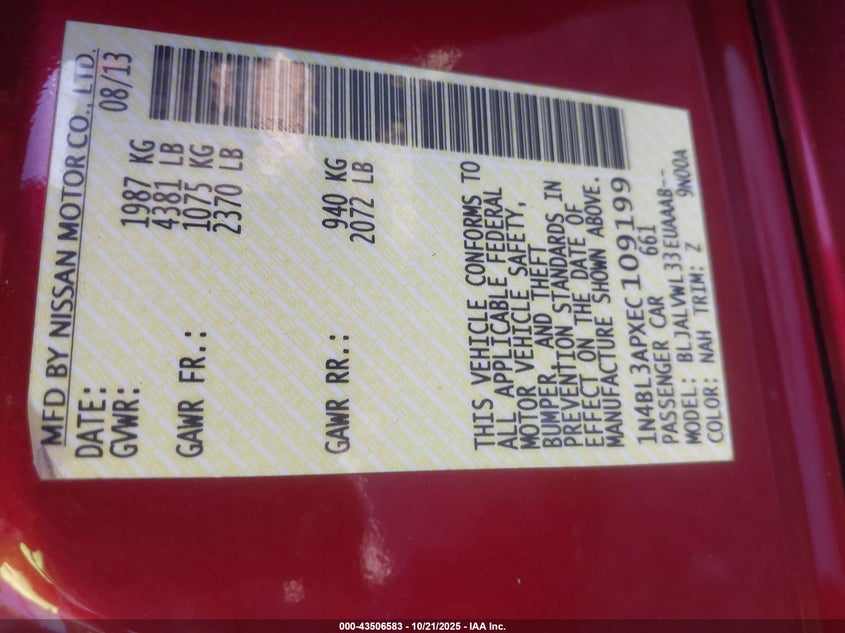 MFD BY NISSAN MOTOR CO., LTD.
DATE: 08/13
GVWR: 1987 KG
4381 LB
GAWR FR.: 1075 KG
2370 LB
GAWR RR.: 940 KG
2072 LB
THIS VEHICLE CONFORMS TO
ALL APPLICABLE FEDERAL
MOTOR VEHICLE SAFETY,
BUMPER AND THEFT
PREVENTION STANDARDS IN
EFFECT ON THE DATE OF
MANUFACTURE SHOWN ABOVE.
1N4BL3APXEC109199
PASSENGER CAR 661
MODEL: BLJALVWL33EUAAAB--
COLOR: NAH TRIM: Z 9N00A
000-43506583 - 10/21/2025 - IAA Inc.